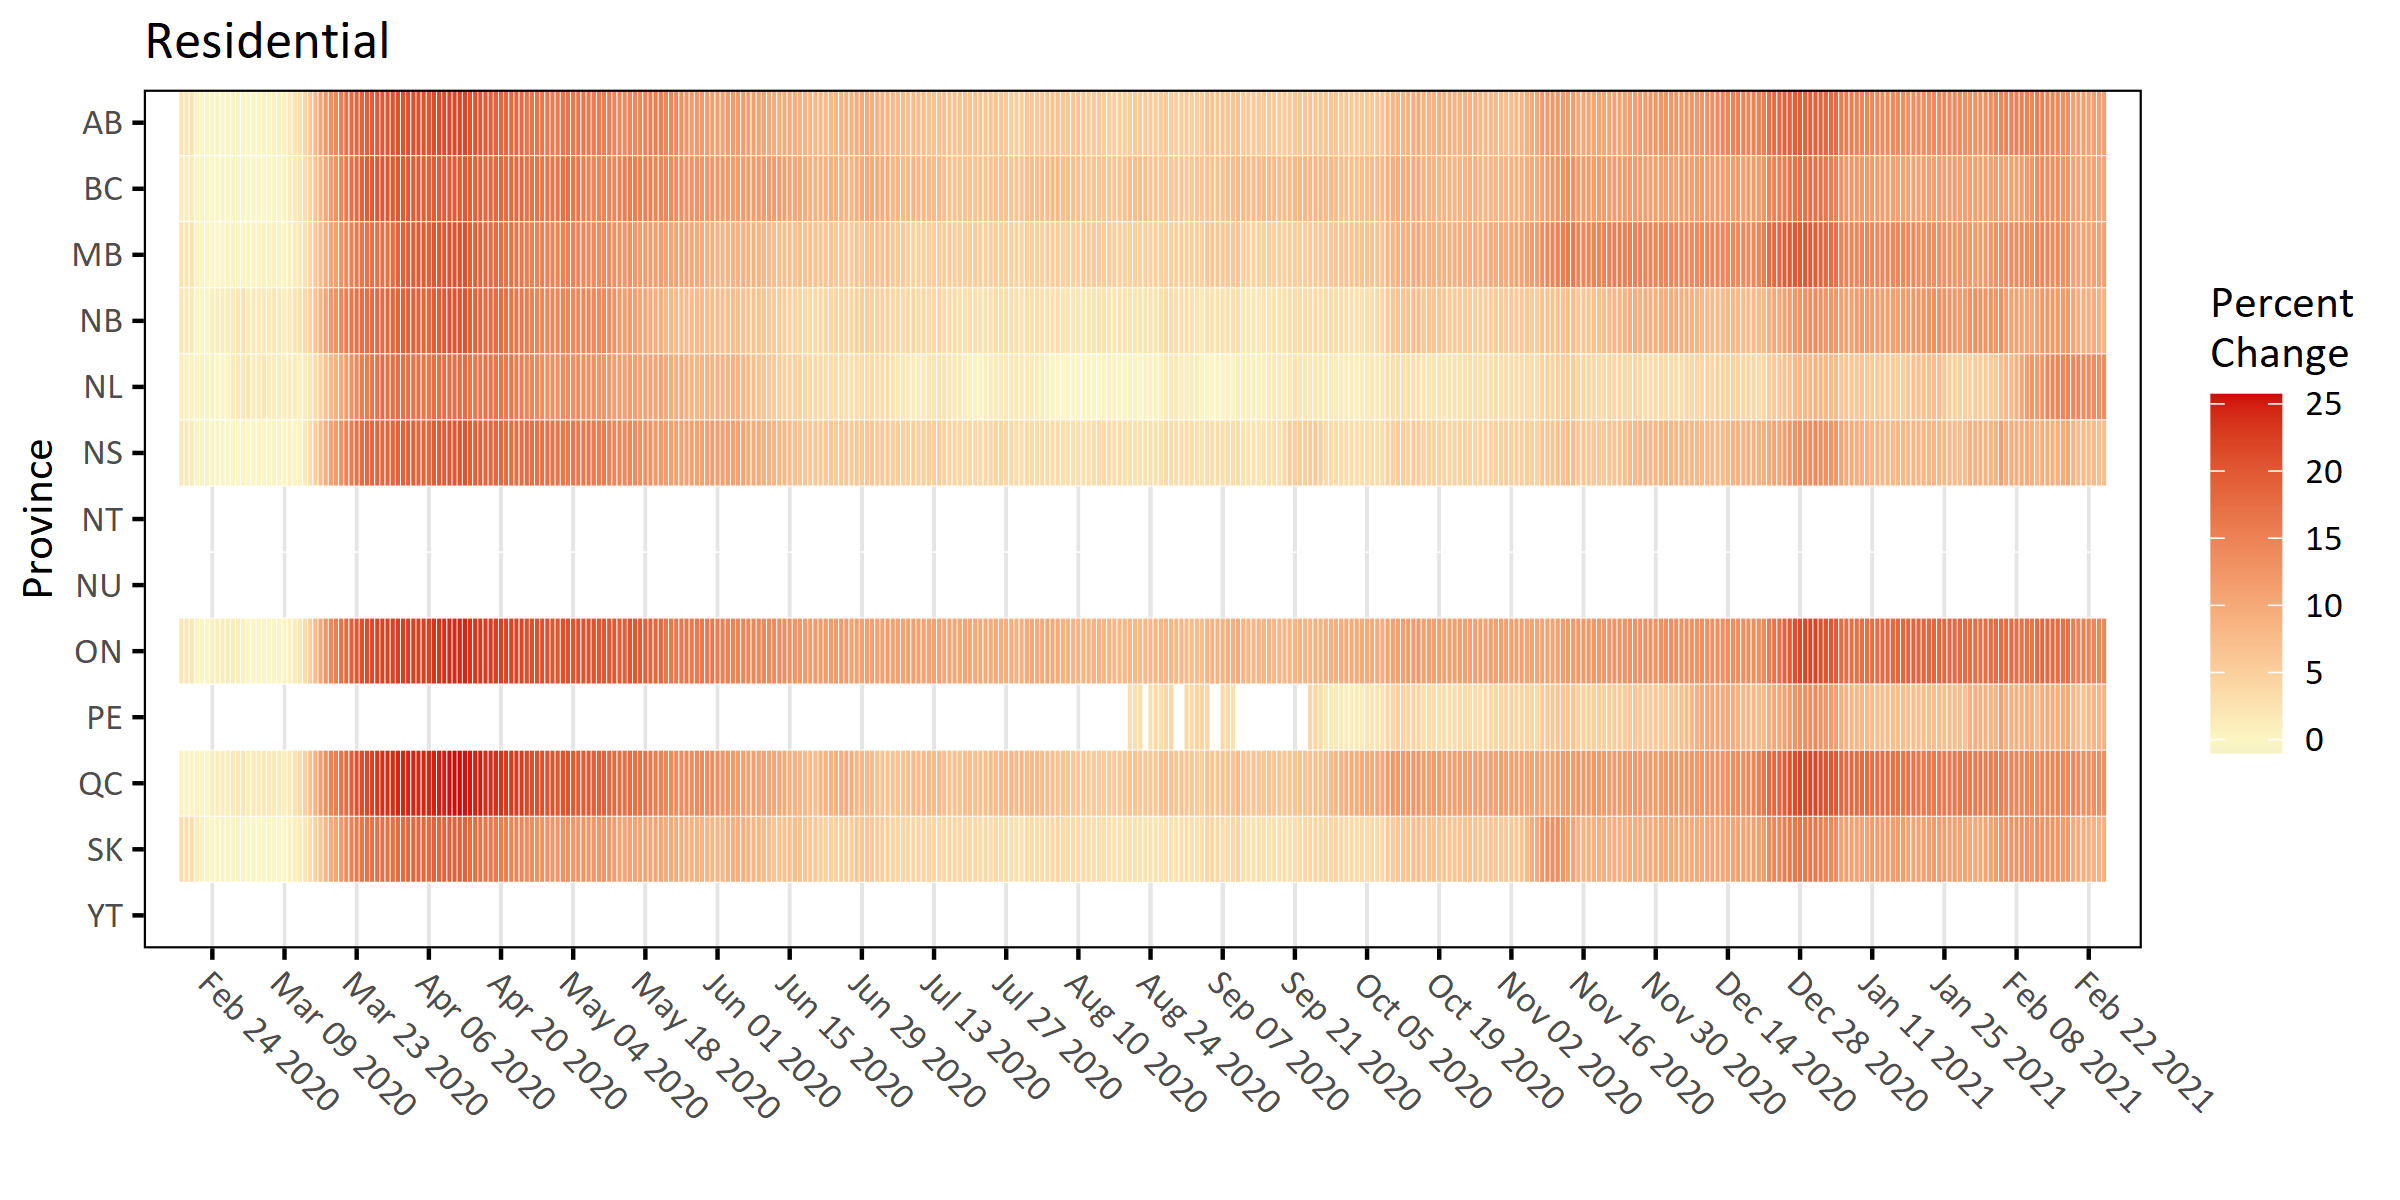 Residential
Province
AB
BC
MB
NB
NL
NS
NT
NU
ON
PE
QC
SK
YT
Feb 24 2020
Mar 09 2020
Mar 23 2020
Apr 06 2020
Apr 20 2020
May 04 2020
May 18 2020
Jun 01 2020
Jun 15 2020
Jun 29 2020
Jul 13 2020
Jul 27 2020
Aug 10 2020
Aug 24 2020
Sep 07 2020
Sep 21 2020
Oct 05 2020
Oct 19 2020
Nov 02 2020
Nov 16 2020
Nov 30 2020
Dec 14 2020
Dec 28 2020
Jan 11 2021
Jan 25 2021
Feb 08 2021
Feb 22 2021
Percent
Change
25
20
15
10
5
0